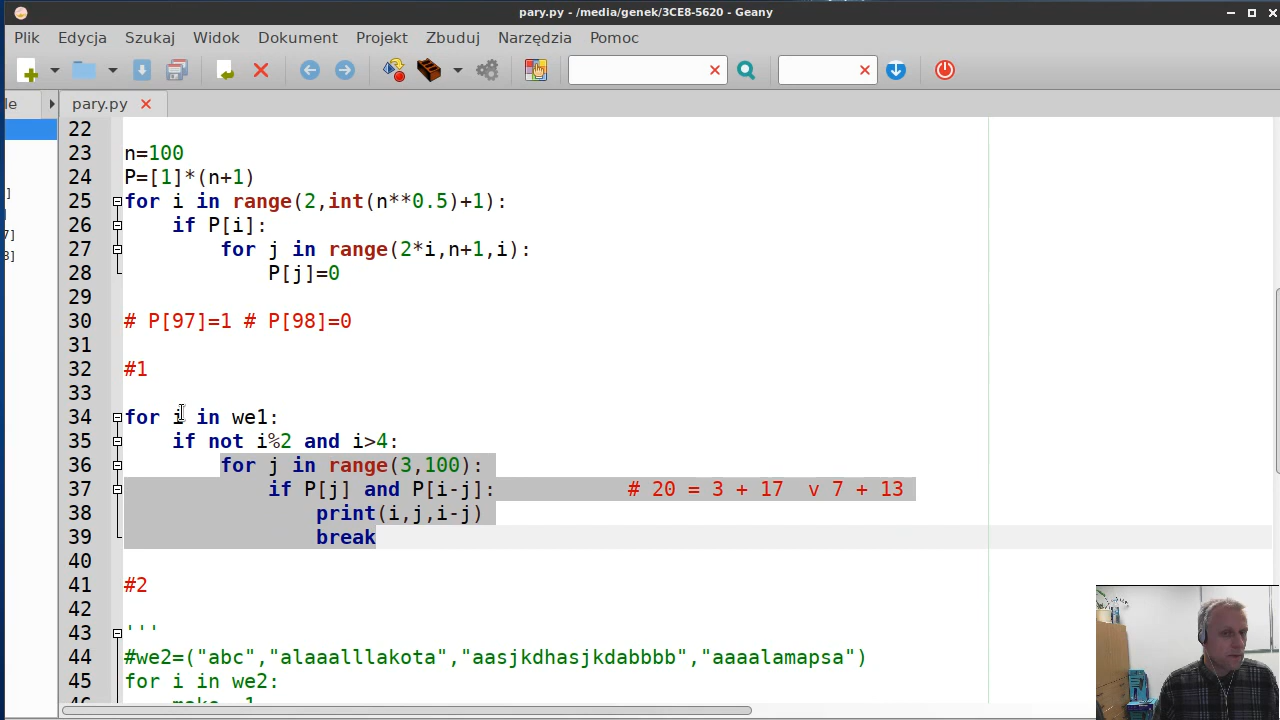 pary.py - /media/genek/3CE8-5620 - Geany
Plik Edycja Szukaj Widok Dokument Projekt Zbuduj Narzędzia Pomoc
le pary.py
22
23 n=100
24 P=[1]*(n+1)
25 for i in range(2,int(n**0.5)+1):
26 if P[i]:
27 for j in range(2*i,n+1,i):
28 P[j]=0
29
30 # P[97]=1 # P[98]=0
31
32 #1
33
34 for i in we1:
35 if not i%2 and i>4:
36 for j in range(3,100):
37 if P[j] and P[i-j]: # 20 = 3 + 17 v 7 + 13
38 print(i,j,i-j)
39 break
40
41 #2
42
43 '''
44 #we2=("abc","alaaalllakota","aasjkdhasjkdabbbb","aaaalamapsa")
45 for i in we2: